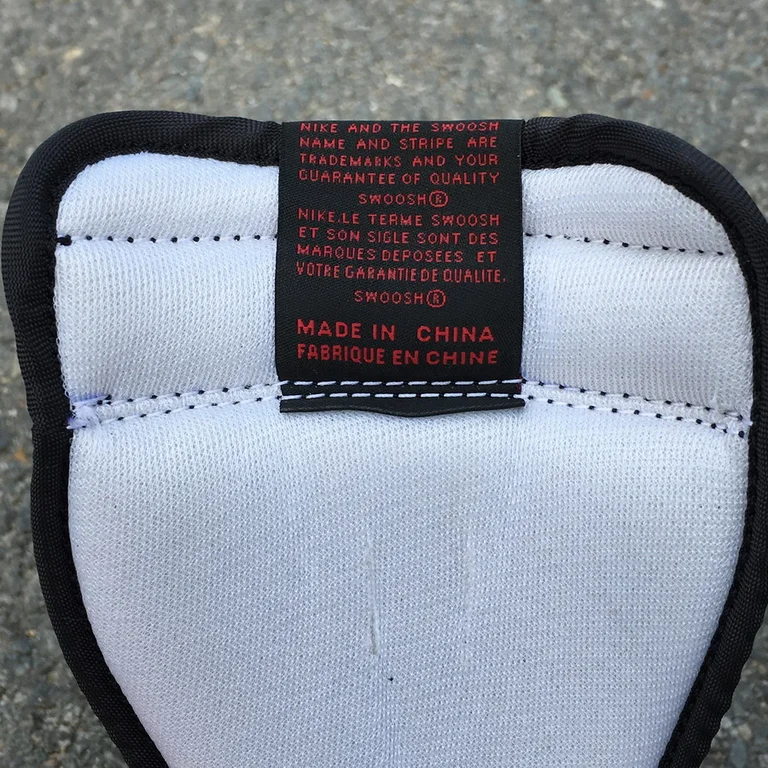 NIKE AND THE SWOOSH
NAME AND STRIPE ARE
TRADEMARKS AND YOUR
GUARANTEE OF QUALITY
SWOOSH®
NIKE.LE TERME SWOOSH
ET SON SIGLE SONT DES
MARQUES DEPOSEES ET
VOTRE GARANTIE DE QUALITE.
SWOOSH®
MADE IN CHINA
FABRIQUE EN CHINE